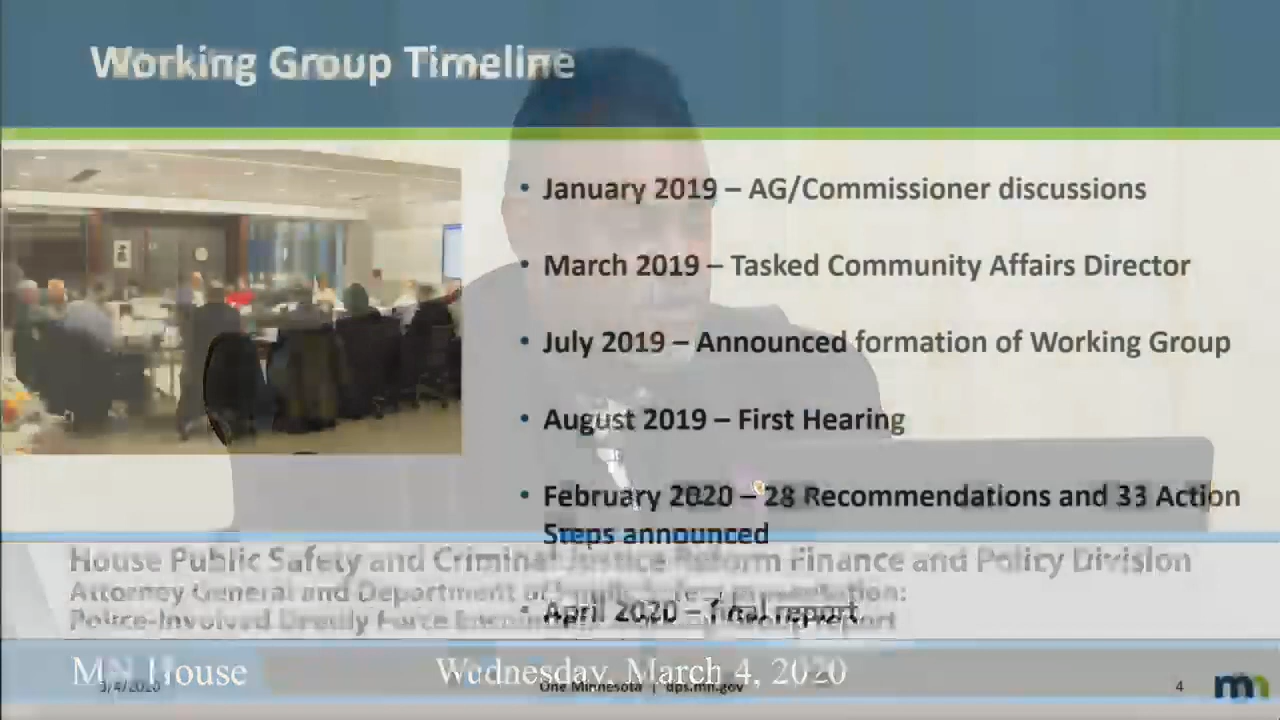 Working Group Timeline
• January 2019 – AG/Commissioner discussions
• March 2019 – Tasked Community Affairs Director
• July 2019 – Announced formation of Working Group
• August 2019 – First Hearing
• February 2020 – 28 Recommendations and 33 Action
Steps announced
House Public Safety and Criminal Justice Reform Finance and Policy Division
Attorney General and Department of presentation:
• April 2020 – final report
Police-Involved Deadly Force
MN House Wednesday, March 4, 2020
3/4/2020 One Minnesota | dps.mn.gov 4 mn